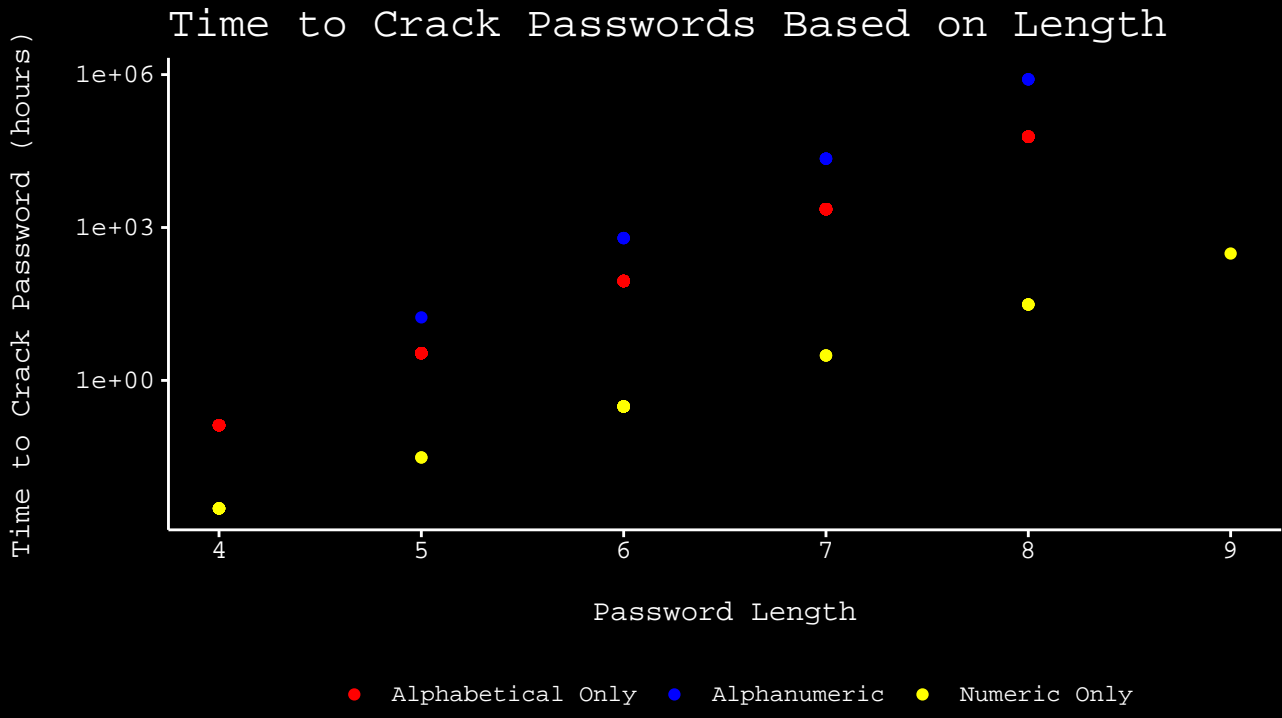 Time to Crack Passwords Based on Length
Time to Crack Password (hours)
1e+06
1e+03
1e+00
4 5 6 7 8 9
Password Length
Alphabetical Only Alphanumeric Numeric Only